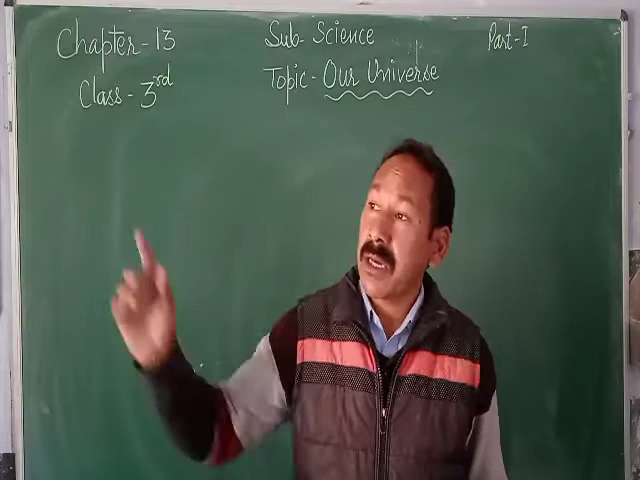 Chapter-13 Sub- Science Part-I
Class- 3rd Topic- Our Universe